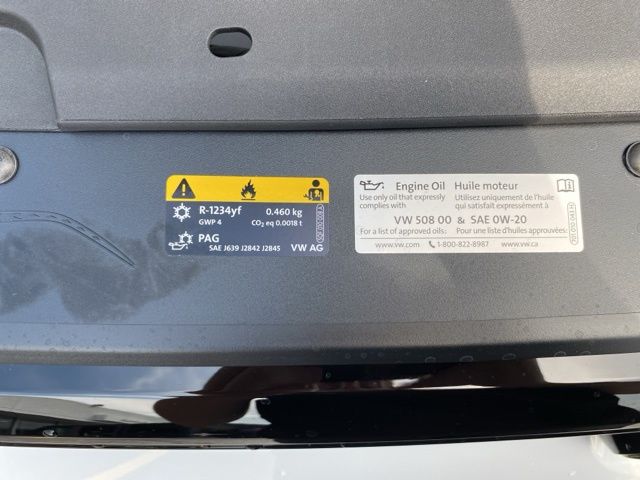 R-1234yf 0.460 kg
GWP 4 CO₂ eq 0.0018 t
PAG
SAE J639 J2842 J2845 VW AG
Engine Oil Huile moteur
Use only oil that expressly complies with
Utilisez uniquement de l'huile qui satisfait expressément à
VW 508 00 & SAE 0W-20
For a list of approved oils: Pour une liste d'huiles approuvées:
www.vw.com 1-800-822-8987 www.vw.ca